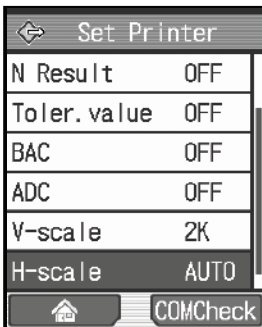 Set Printer
N Result OFF
Toler.value OFF
BAC OFF
ADC OFF
V-scale 2K
H-scale AUTO
COMCheck